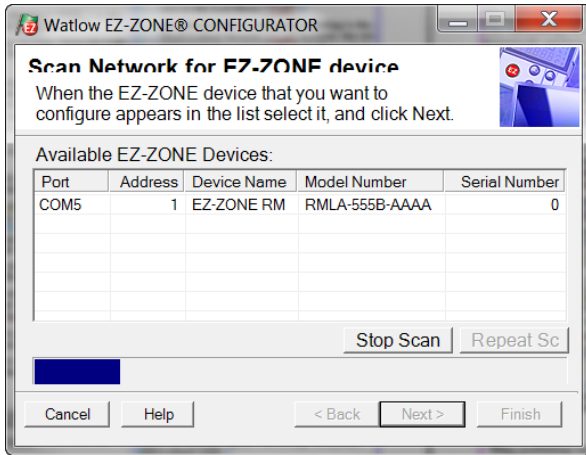 Watlow EZ-ZONE® CONFIGURATOR
Scan Network for EZ-ZONE device
When the EZ-ZONE device that you want to
configure appears in the list select it, and click Next.
Available EZ-ZONE Devices:
Port Address Device Name Model Number Serial Number
COM5 1 EZ-ZONE RM RMLA-555B-AAAA 0
Stop Scan Repeat Sc
Cancel Help < Back Next > Finish